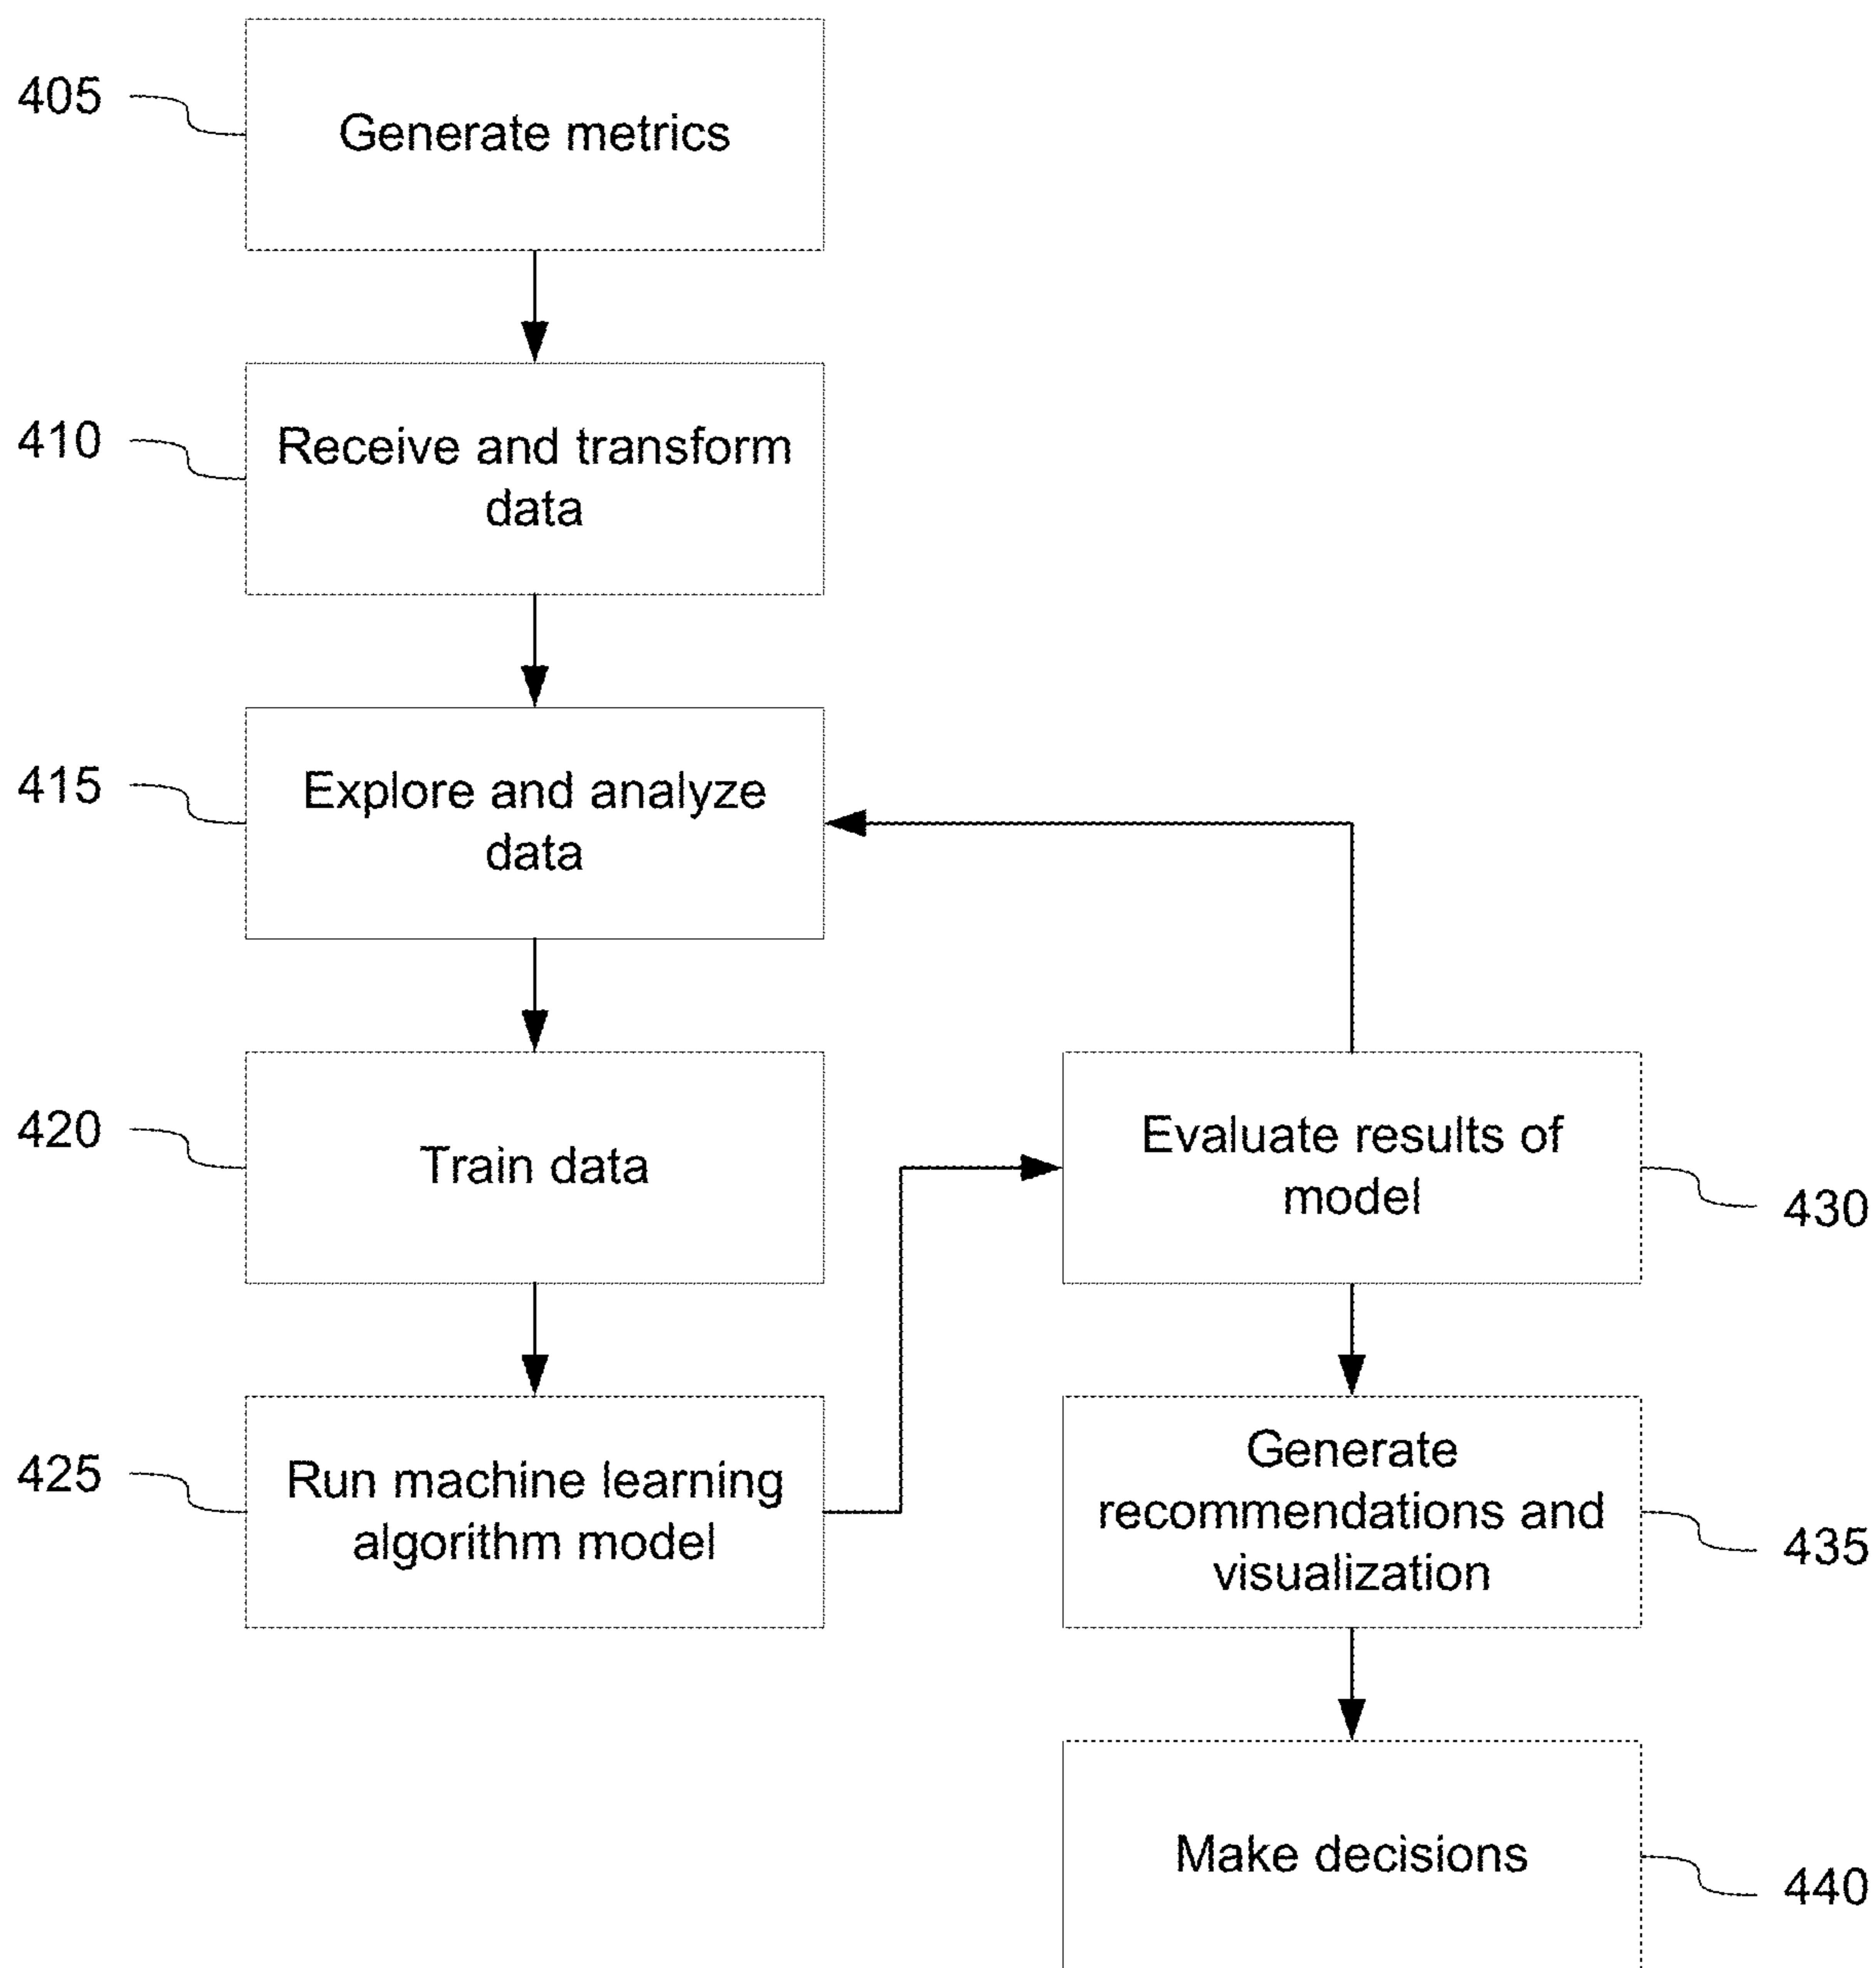 405
Generate metrics
410
Receive and transform
data
415
Explore and analyze
data
420
Train data
425
Run machine learning
algorithm model
Evaluate results of
model
430
Generate
recommendations and
visualization
435
Make decisions
440